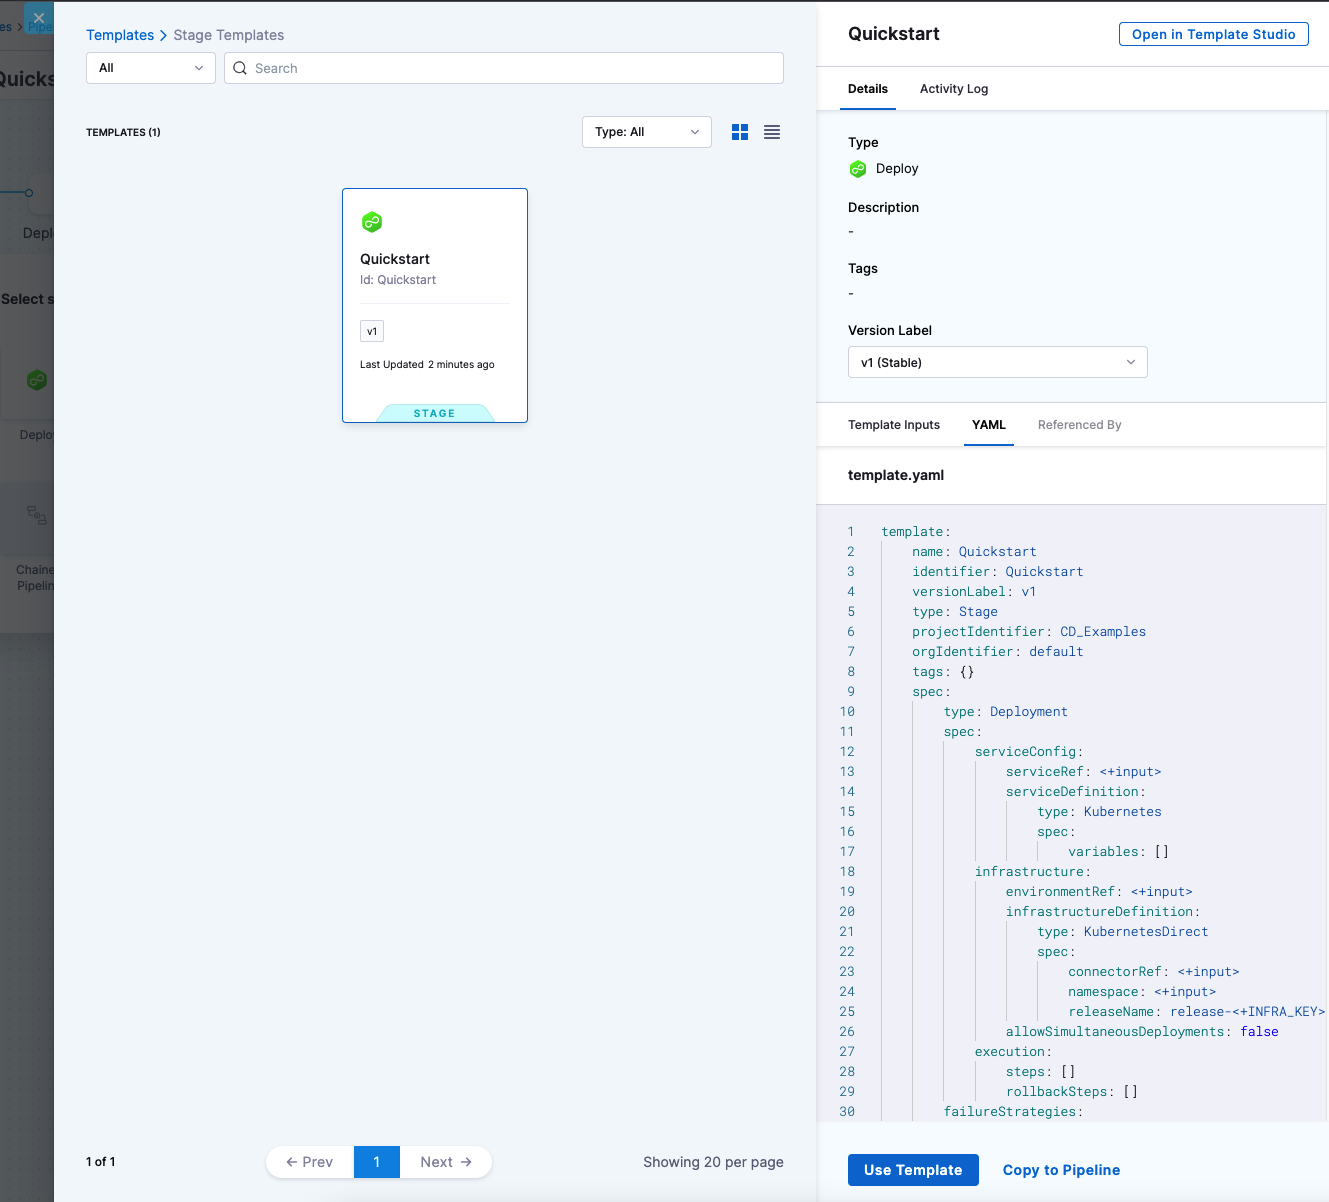 es > Pipe
Quicks
Depl
Select s
Deploy
Chaine
Pipelin
Templates > Stage Templates
All
Search
TEMPLATES (1)
Type: All
Quickstart
Id: Quickstart
v1
Last Updated 2 minutes ago
STAGE
1 of 1
← Prev
1
Next →
Showing 20 per page
Quickstart
Open in Template Studio
Details
Activity Log
Type
Deploy
Description
-
Tags
-
Version Label
v1 (Stable)
Template Inputs
YAML
Referenced By
template.yaml
1 template:
2 name: Quickstart
3 identifier: Quickstart
4 versionLabel: v1
5 type: Stage
6 projectIdentifier: CD_Examples
7 orgIdentifier: default
8 tags: {}
9 spec:
10 type: Deployment
11 spec:
12 serviceConfig:
13 serviceRef: <+input>
14 serviceDefinition:
15 type: Kubernetes
16 spec:
17 variables: []
18 infrastructure:
19 environmentRef: <+input>
20 infrastructureDefinition:
21 type: KubernetesDirect
22 spec:
23 connectorRef: <+input>
24 namespace: <+input>
25 releaseName: release-<+INFRA_KEY>
26 allowSimultaneousDeployments: false
27 execution:
28 steps: []
29 rollbackSteps: []
30 failureStrategies:
Use Template
Copy to Pipeline